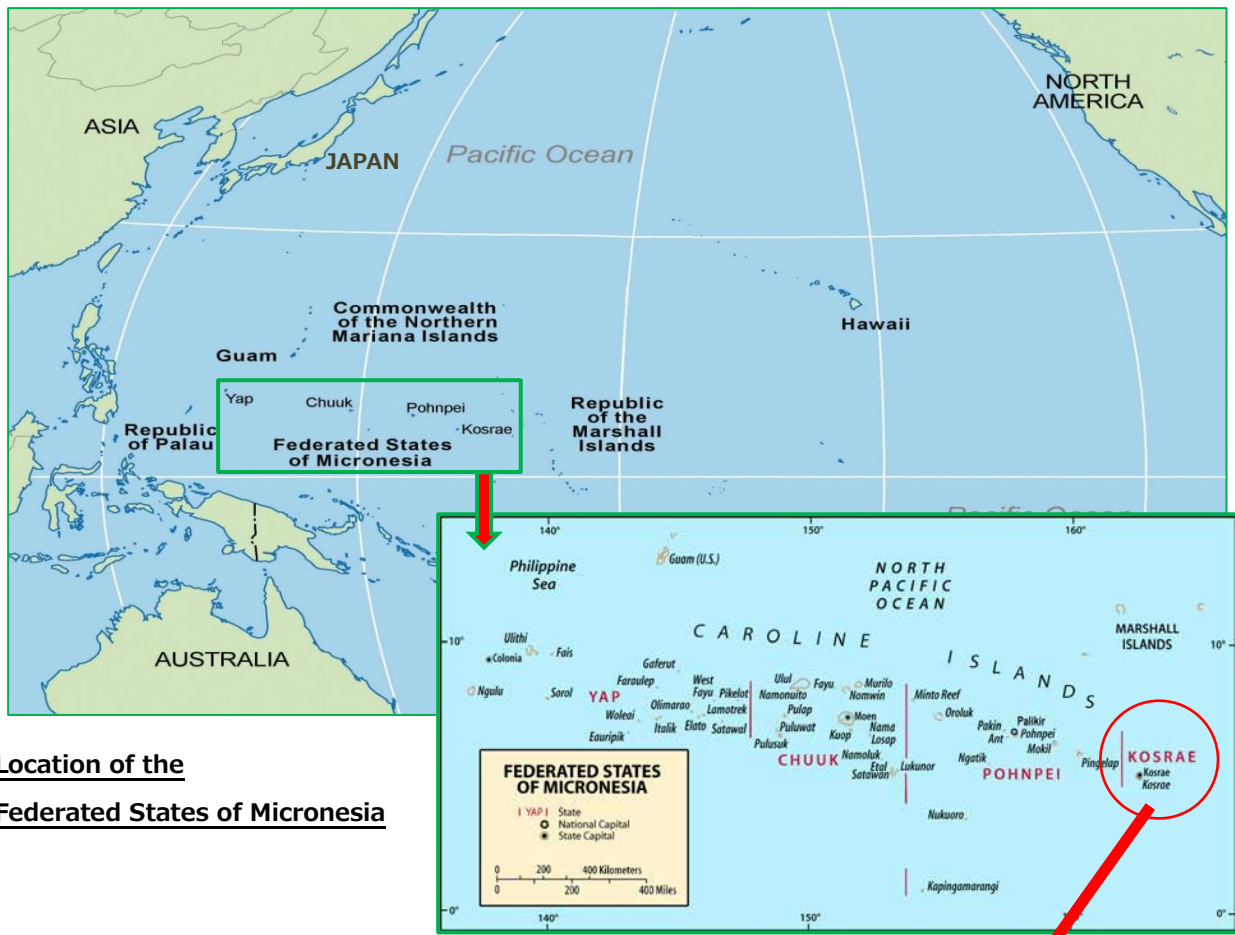 NORTH
AMERICA
ASIA
JAPAN
Pacific Ocean
Commonwealth
of the Northern
Mariana Islands
Hawaii
Guam
Yap
Chuuk
Pohnpei
Kosrae
Republic
of Palau
Federated States
of Micronesia
Republic
of the
Marshall
Islands
Pacific Ocean
AUSTRALIA
140°
150°
160°
Philippine
Sea
Guam (U.S.)
NORTH
PACIFIC
OCEAN
CAROLINE ISLANDS
MARSHALL
ISLANDS
10°
10°
Ulithi
Colonia
Fais
Ngulu
Sorol
YAP
Gaferut
Faraulep
West
Fayu
Pikelot
Olimarao
Lamotrek
Woleai
Italik
Elato
Satawal
Eauripik
Ulul
Fayu
Murilo
Namonuito
Nomwin
Pulap
Moen
Puluwat
Kuop
Nama
Losap
Pulusuk
CHUUK
Namoluk
Etal
Satawan
Lukunor
Minto Reef
Oroluk
Pakin
Palikir
Ant
Pohnpei
Mokil
Ngatik
POHNPEI
Pingelap
KOSRAE
Kosrae
Kosrae
Nukuoro
Kapingamarangi
FEDERATED STATES
OF MICRONESIA
YAP State
National Capital
State Capital
0 200 400 Kilometers
0 200 400 Miles
0°
140°
150°
160°
0°
Location of the
Federated States of Micronesia